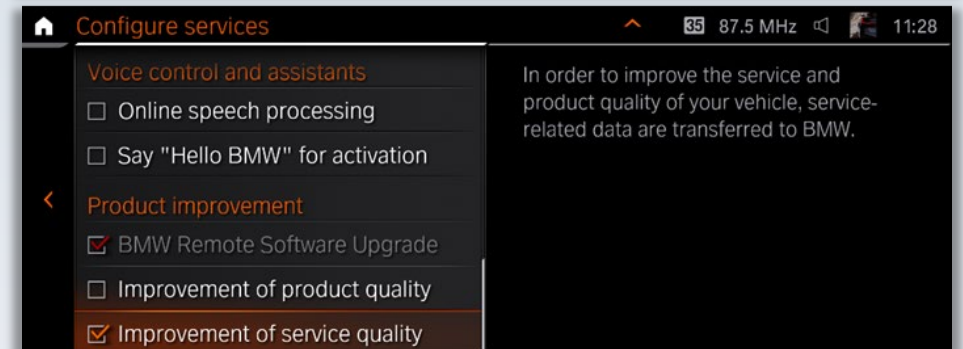 Configure services
35 87.5 MHz 11:28
Voice control and assistants
Online speech processing
Say "Hello BMW" for activation
Product improvement
BMW Remote Software Upgrade
Improvement of product quality
Improvement of service quality
In order to improve the service and
product quality of your vehicle, service-
related data are transferred to BMW.